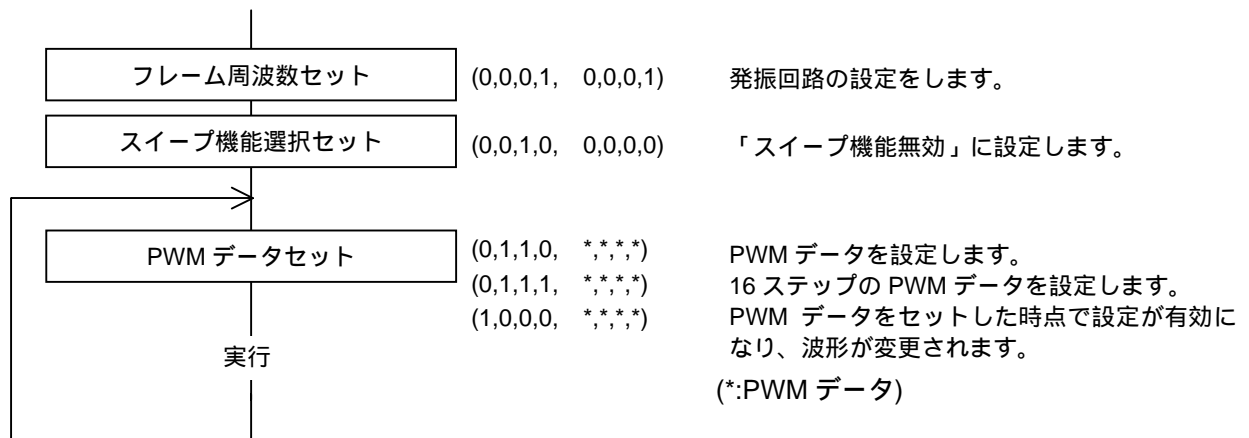 フレーム周波数セット (0,0,0,1, 0,0,0,1) 発振回路の設定をします。
スイープ機能選択セット (0,0,1,0, 0,0,0,0) 「スイープ機能無効」に設定します。
PWM データセット (0,1,1,0, *,*,*,*) PWM データを設定します。
(0,1,1,1, *,*,*,*) 16 ステップの PWM データを設定します。
(1,0,0,0, *,*,*,*) PWM データをセットした時点で設定が有効に
なり、波形が変更されます。
実行
(*:PWM データ)